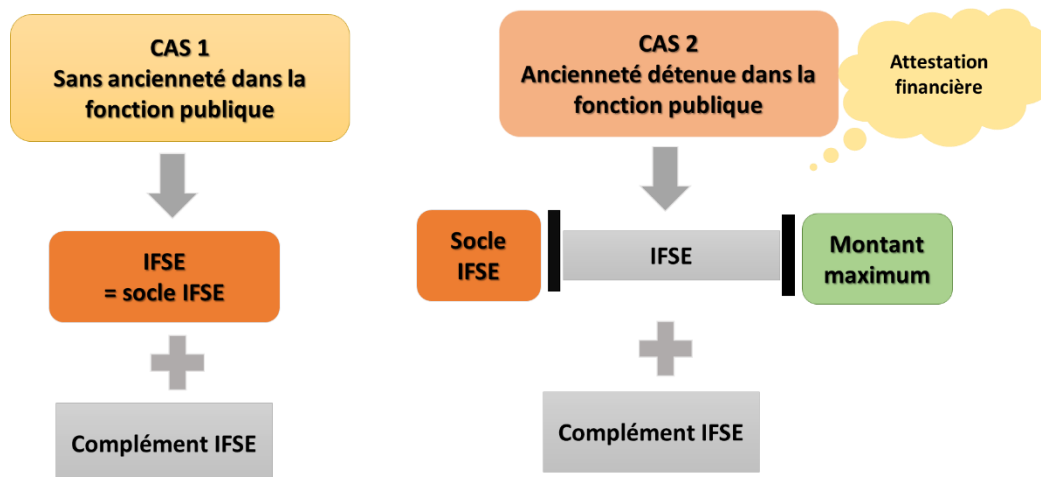 CAS 1
Sans ancienneté dans la
fonction publique
IFSE
= socle IFSE
Complément IFSE
CAS 2
Ancienneté détenue dans la
fonction publique
Attestation
financière
Socle
IFSE
IFSE
Montant
maximum
Complément IFSE